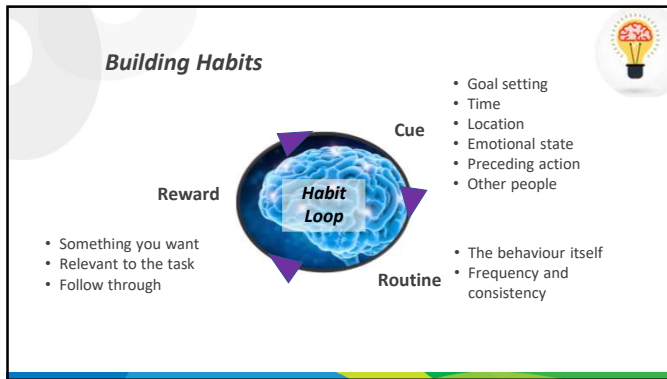 Building Habits
Cue
• Goal setting
• Time
• Location
• Emotional state
• Preceding action
• Other people
Habit
Loop
Reward
• Something you want
• Relevant to the task
• Follow through
Routine
• The behaviour itself
• Frequency and
consistency